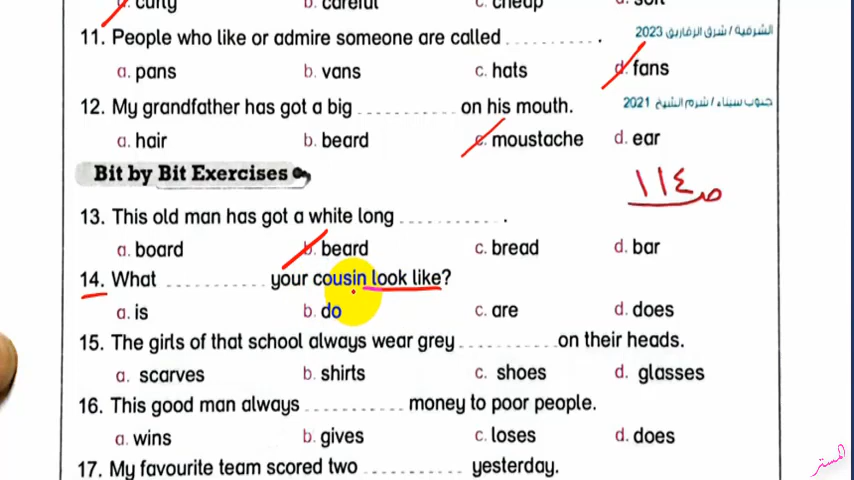 a. curly b. careful c. cheap d. soft
11. People who like or admire someone are called ........... . الشرقية / شرق الزقازيق 2023
a. pans b. vans c. hats d. fans
12. My grandfather has got a big ........... on his mouth. جنوب سيناء / شرم الشيخ 2021
a. hair b. beard c. moustache d. ear
Bit by Bit Exercises
ص ١١٤
13. This old man has got a white long ........... .
a. board b. beard c. bread d. bar
14. What ........... your cousin look like?
a. is b. do c. are d. does
15. The girls of that school always wear grey ........... on their heads.
a. scarves b. shirts c. shoes d. glasses
16. This good man always ........... money to poor people.
a. wins b. gives c. loses d. does
17. My favourite team scored two ........... yesterday.
المستر